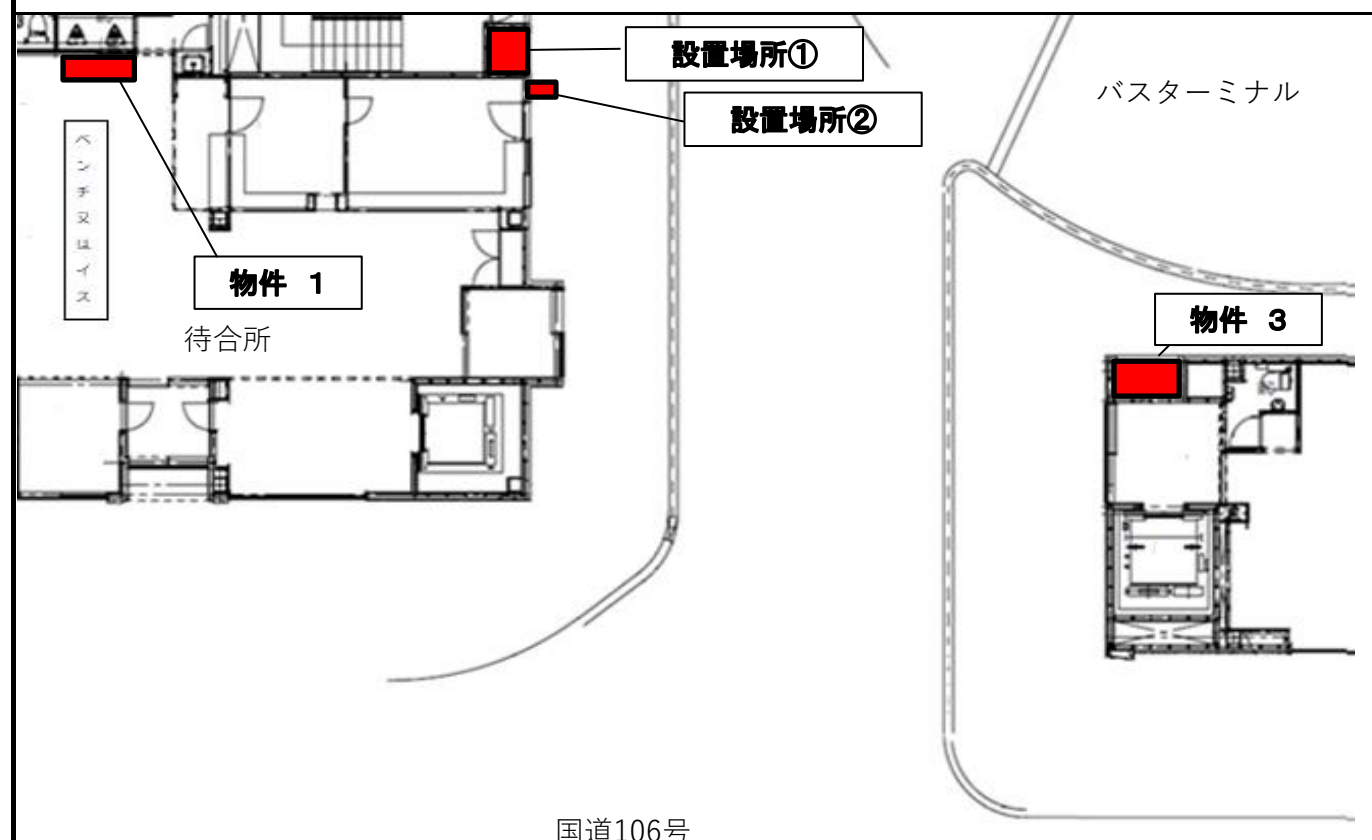 設置場所①
バスターミナル
設置場所②
ベンチ又はイス
物件 1
物件 3
待合所
国道106号